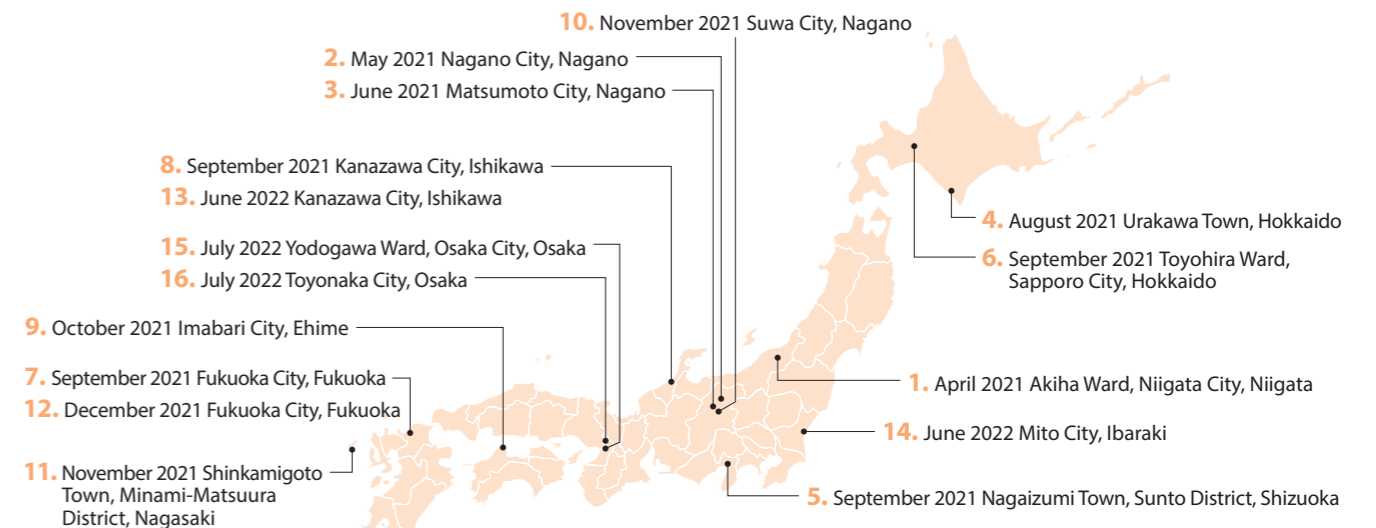 10. November 2021 Suwa City, Nagano
2. May 2021 Nagano City, Nagano
3. June 2021 Matsumoto City, Nagano
8. September 2021 Kanazawa City, Ishikawa
13. June 2022 Kanazawa City, Ishikawa
15. July 2022 Yodogawa Ward, Osaka City, Osaka
16. July 2022 Toyonaka City, Osaka
9. October 2021 Imabari City, Ehime
7. September 2021 Fukuoka City, Fukuoka
12. December 2021 Fukuoka City, Fukuoka
11. November 2021 Shinkamigoto
Town, Minami-Matsuura
District, Nagasaki
4. August 2021 Urakawa Town, Hokkaido
6. September 2021 Toyohira Ward,
Sapporo City, Hokkaido
1. April 2021 Akiha Ward, Niigata City, Niigata
14. June 2022 Mito City, Ibaraki
5. September 2021 Nagaizumi Town, Sunto District, Shizuoka